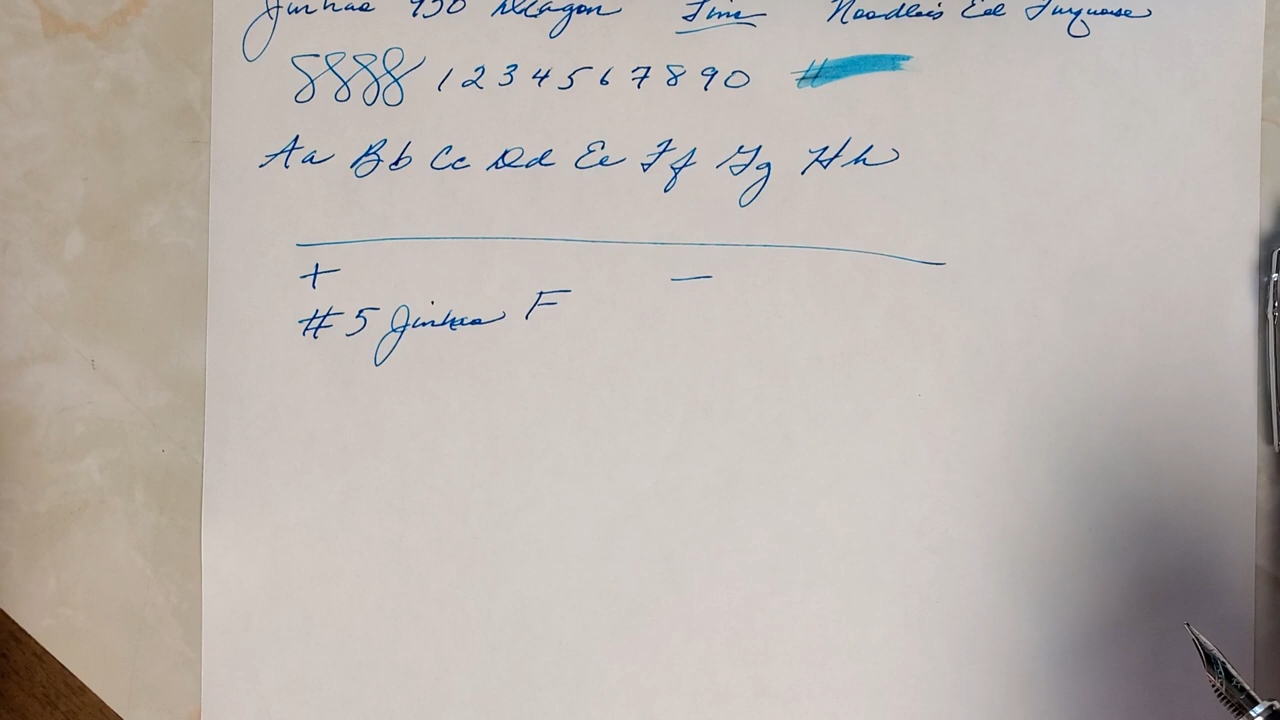 Jinhao 950 Dragon Fine Noodler's Eel Turquoise
8888 1234567890 #
Aa Bb Cc Dd Ee Ff Gg Hh
+ —
#5 Jinhao F